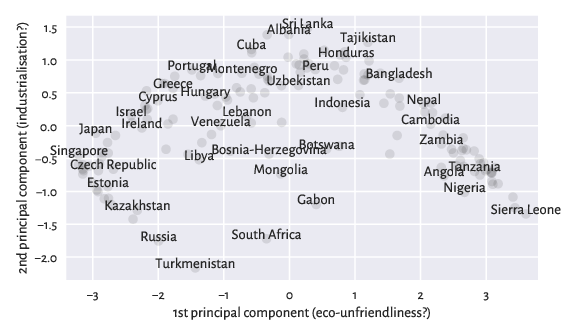 2nd principal component (industrialisation?)
1.5
1.0
0.5
0.0
−0.5
−1.0
−1.5
−2.0
Sri Lanka
Albania
Tajikistan
Cuba
Honduras
Portugal
Montenegro
Peru
Bangladesh
Uzbekistan
Greece
Hungary
Cyprus
Indonesia
Nepal
Israel
Lebanon
Ireland
Venezuela
Cambodia
Japan
Zambia
Botswana
Singapore
Bosnia-Herzegovina
Libya
Czech Republic
Mongolia
Tanzania
Angola
Estonia
Nigeria
Gabon
Kazakhstan
Sierra Leone
Russia
South Africa
Turkmenistan
−3 −2 −1 0 1 2 3
1st principal component (eco-unfriendliness?)